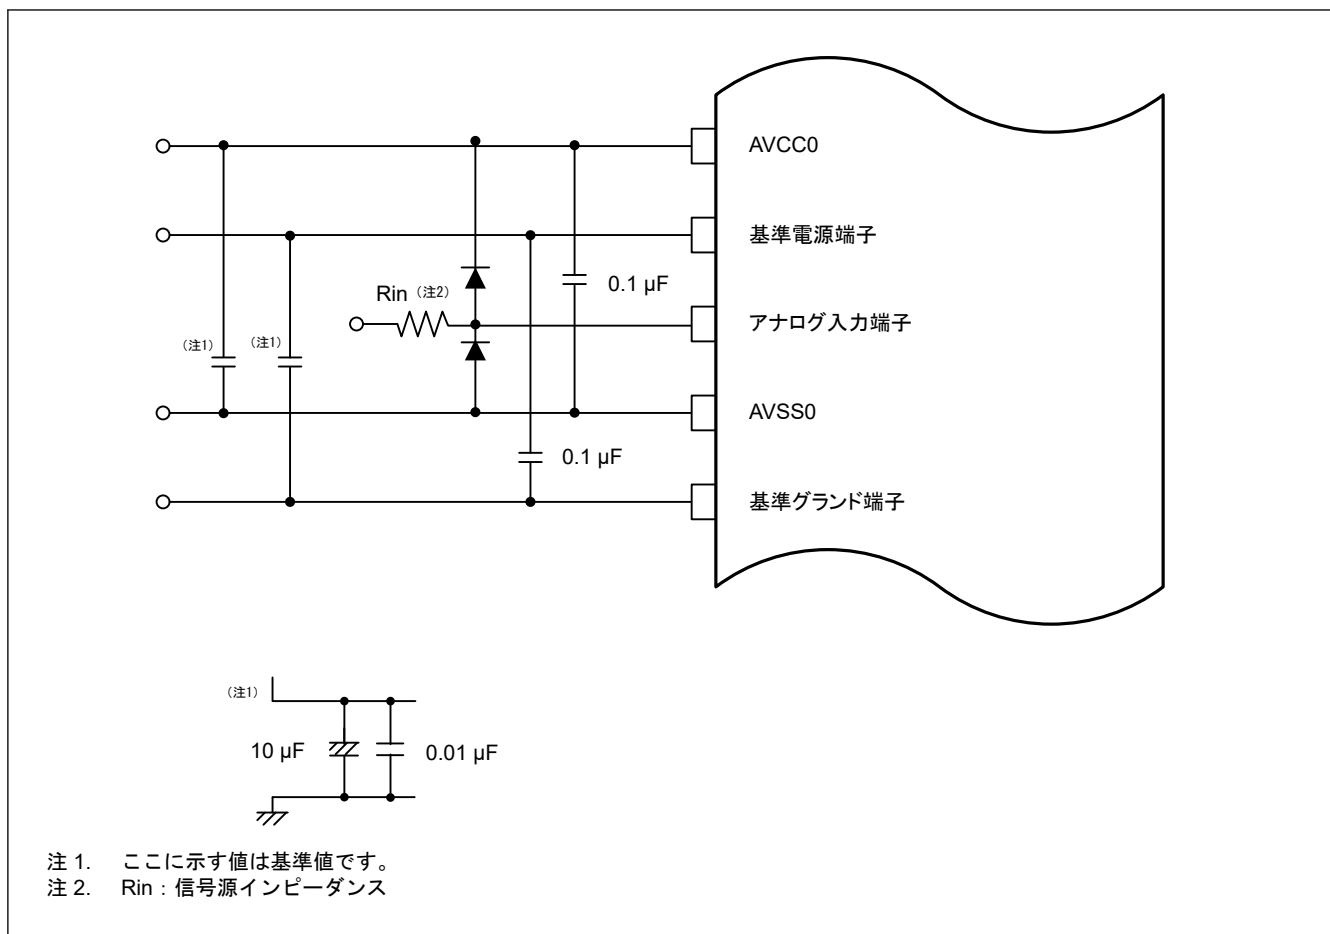 AVCC0
基準電源端子
0.1 µF
Rin (注2)
アナログ入力端子
(注1)
(注1)
AVSS0
0.1 µF
基準グランド端子
(注1)
10 µF
0.01 µF
注 1. ここに示す値は基準値です。
注 2. Rin：信号源インピーダンス